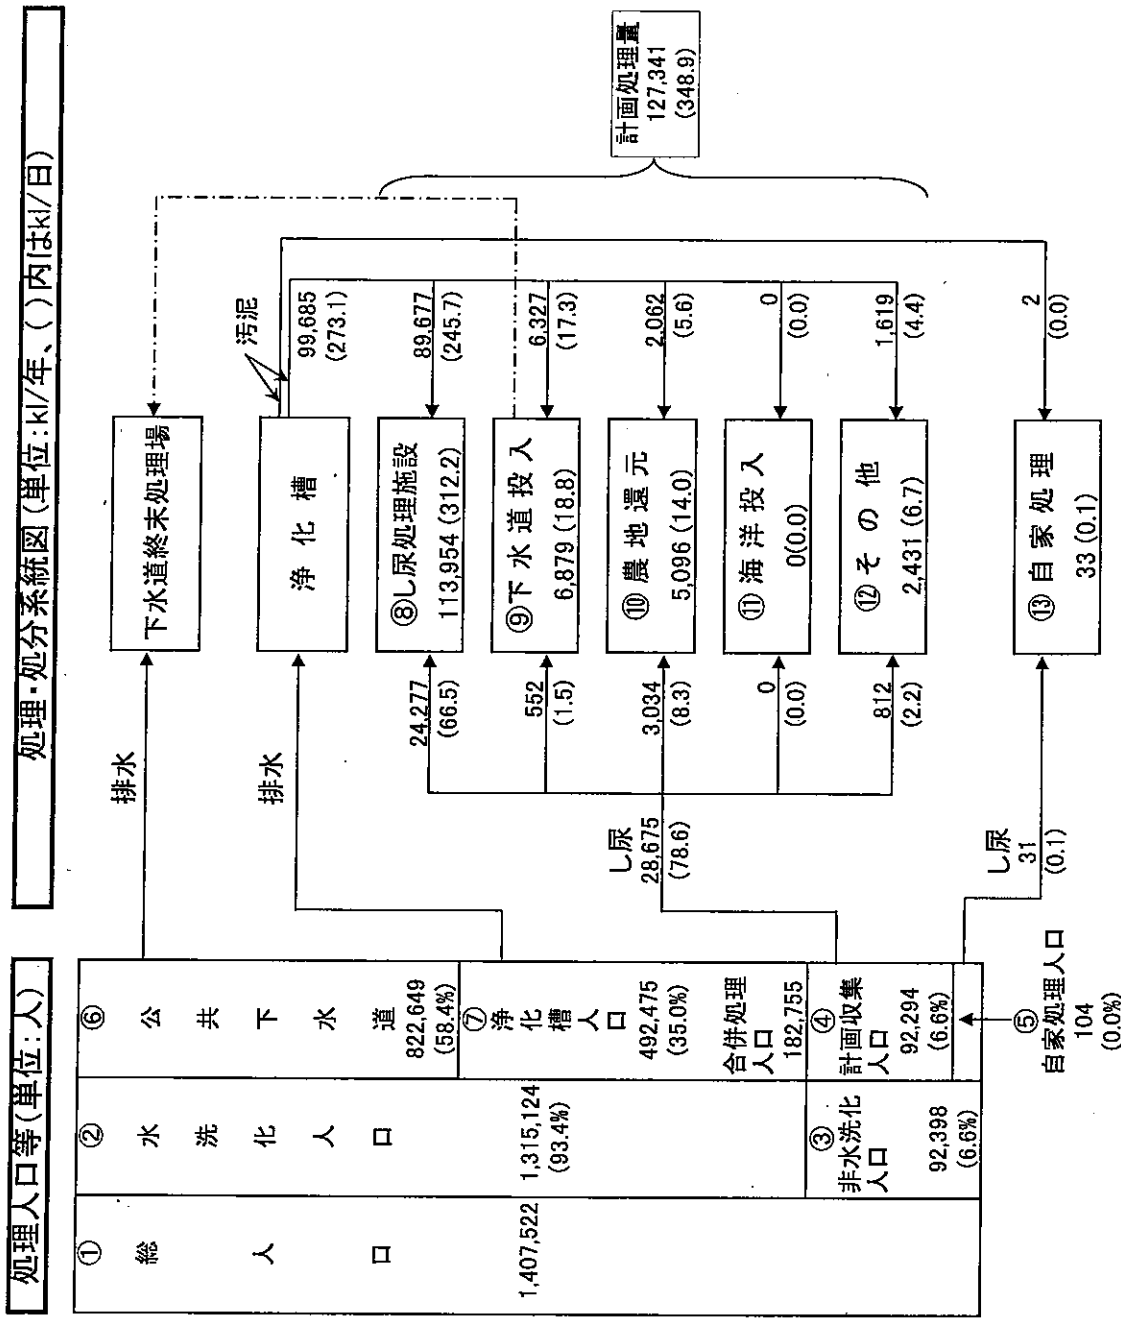 処理人口等(単位:人)
処理・処分系統図(単位:kl/年、( )内はkl/日)
①
総人口
1,407,522
②
水洗化人口
1,315,124
(93.4%)
③
非水洗化
人口
92,398
(6.6%)
⑥
公共下水道
822,649
(58.4%)
⑦
浄化槽
人口
492,475
(35.0%)
合併処理
人口
182,755
④
計画収集
人口
92,294
(6.6%)
⑤
自家処理人口
104
(0.0%)
排水
下水道終末処理場
排水
浄化槽
汚泥
99,685
(273.1)
し尿
28,675
(78.6)
24,277
(66.5)
⑧し尿処理施設
113,954 (312.2)
89,677
(245.7)
552
(1.5)
⑨下水道投入
6,879 (18.8)
6,327
(17.3)
3,034
(8.3)
⑩農地還元
5,096 (14.0)
2,062
(5.6)
0
(0.0)
⑪海洋投入
0(0.0)
0
(0.0)
812
(2.2)
⑫その他
2,431 (6.7)
1,619
(4.4)
し尿
31
(0.1)
⑬自家処理
33 (0.1)
2
(0.0)
計画処理量
127,341
(348.9)